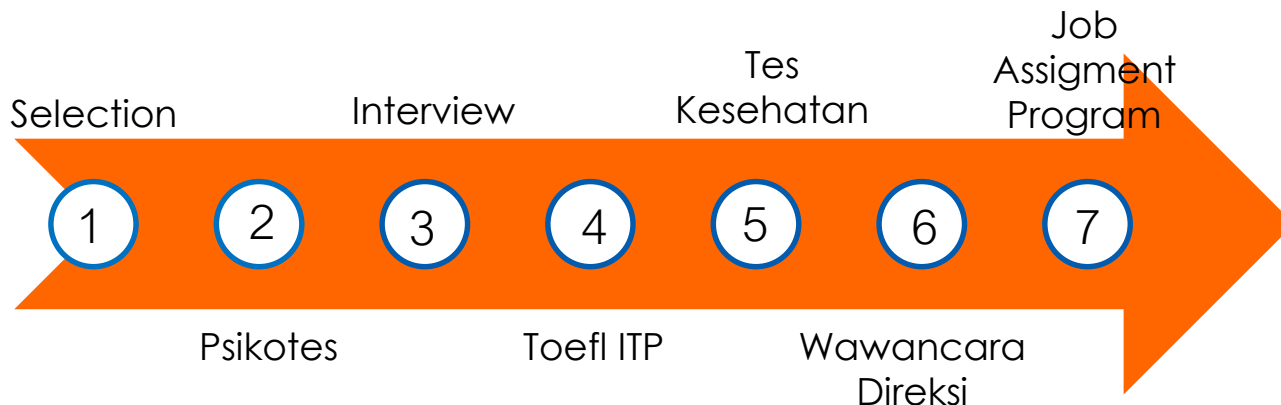 Selection
1
Psikotes
2
Interview
3
Toefl ITP
4
Tes
Kesehatan
5
Wawancara
Direksi
6
Job
Assigment
Program
7